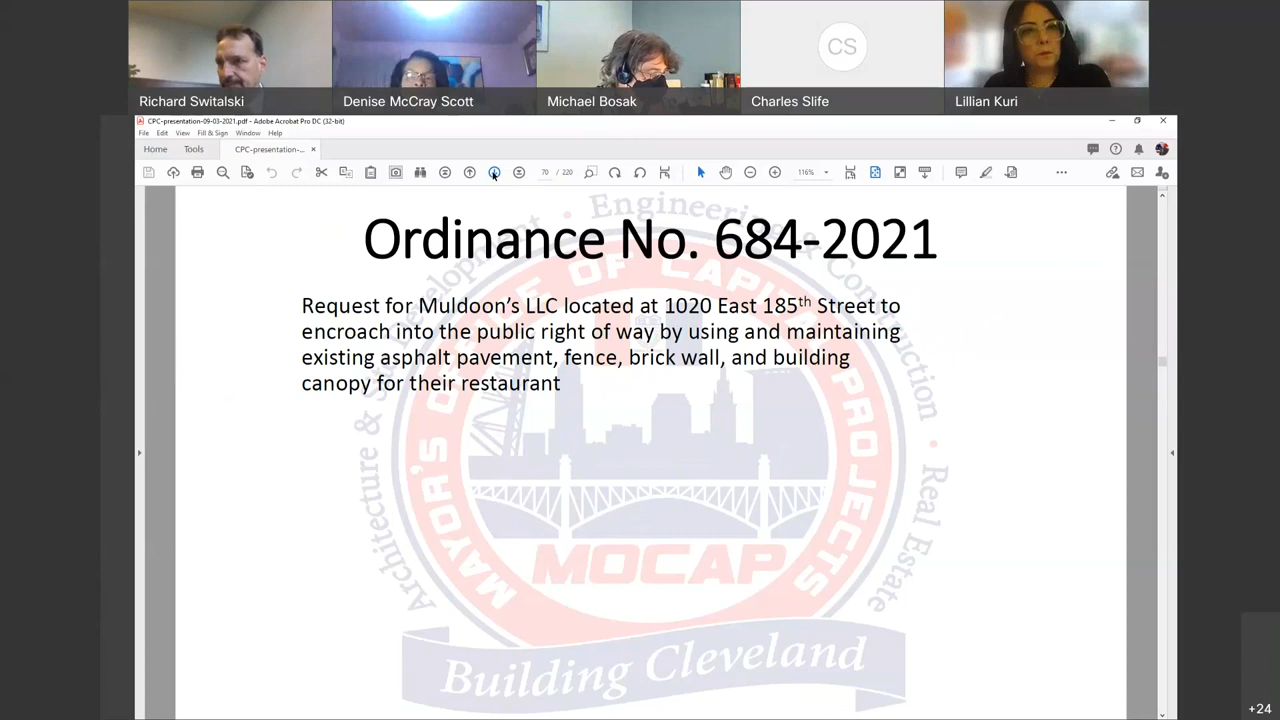 CS
Richard Switalski
Denise McCray Scott
Michael Bosak
Charles Slife
Lillian Kuri
CPC-presentation-09-03-2021.pdf - Adobe Acrobat Pro DC (32-bit)
File Edit View Window Fill & Sign Help
Home Tools CPC-presentation-... ×
70 / 220 116%
Ordinance No. 684-2021
Request for Muldoon's LLC located at 1020 East 185th Street to
encroach into the public right of way by using and maintaining
existing asphalt pavement, fence, brick wall, and building
canopy for their restaurant
Architecture & Site Development • Engineering & Construction • Real Estate
MAYOR'S OFFICE OF CAPITAL PROJECTS
MOCAP
Building Cleveland
+24